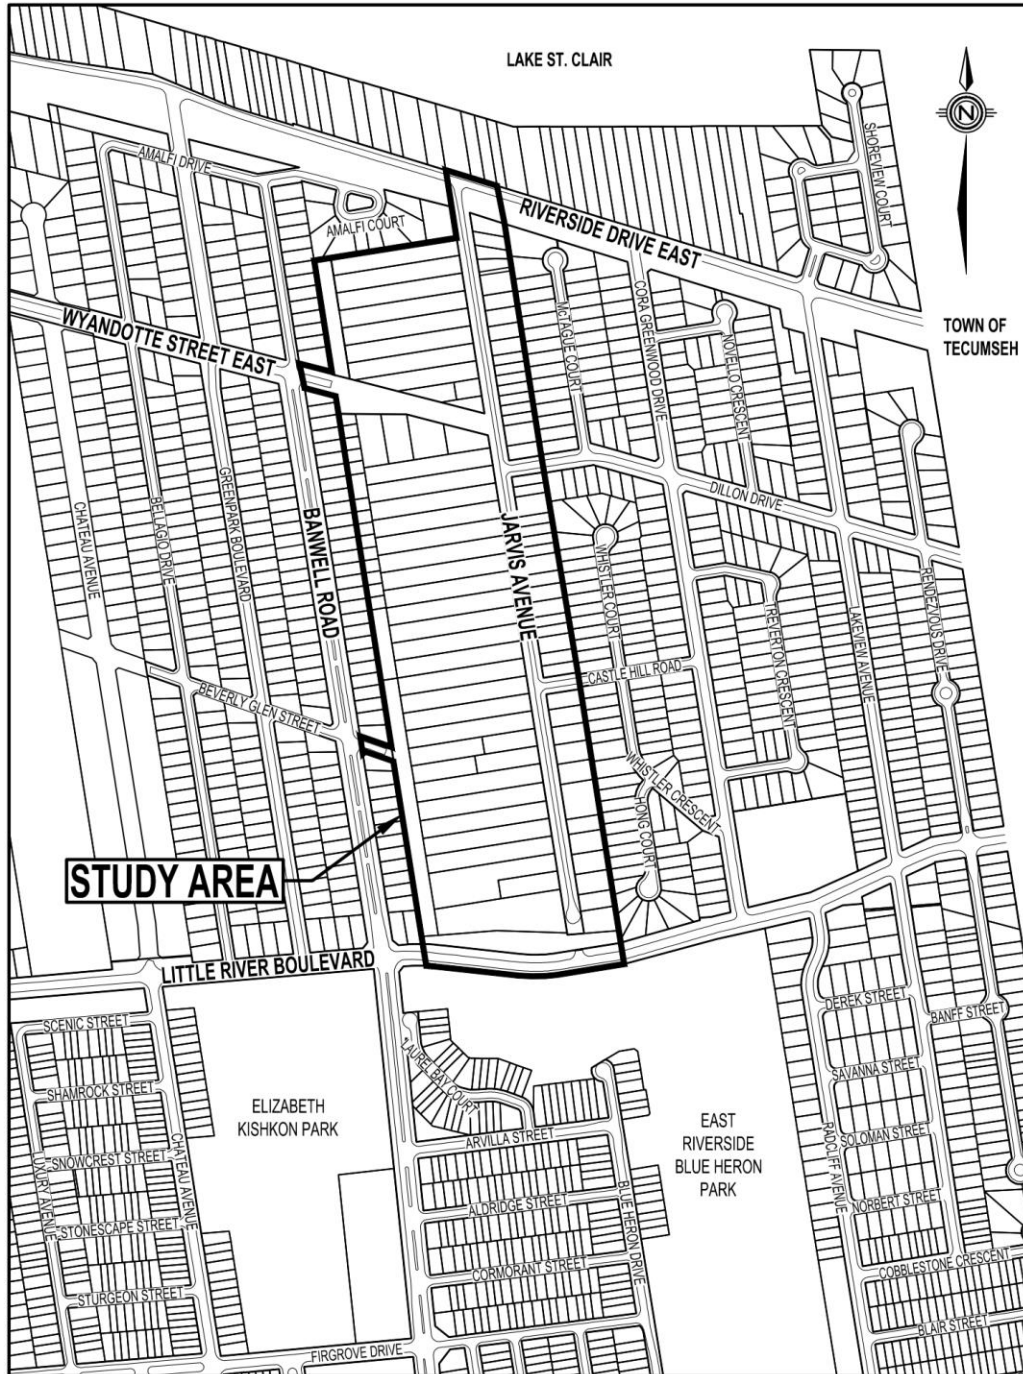 LAKE ST. CLAIR
N
SHOREVIEW COURT
AMALFI DRIVE
AMALFI COURT
RIVERSIDE DRIVE EAST
TOWN OF
TECUMSEH
WYANDOTTE STREET EAST
McTAGUE COURT
CORA GREENWOOD DRIVE
NOVELLO CRESCENT
CHATEAU AVENUE
BELLAGIO DRIVE
GREENPARK BOULEVARD
BANWELL ROAD
JARVIS AVENUE
DILLON DRIVE
WHISTLER COURT
TREVERTON CRESCENT
LAKEVIEW AVENUE
RENDEZVOUS DRIVE
CASTLE HILL ROAD
BEVERLY GLEN STREET
WHISTLER CRESCENT
HONG COURT
STUDY AREA
LITTLE RIVER BOULEVARD
SCENIC STREET
SHAMROCK STREET
SNOWCREST STREET
STONESCAPE STREET
STURGEON STREET
LUXURY AVENUE
CHATEAU AVENUE
ELIZABETH
KISHKON PARK
LAUREL BAY COURT
ARVILLA STREET
ALDRIDGE STREET
CORMORANT STREET
BLUE HERON DRIVE
FIRGROVE DRIVE
EAST
RIVERSIDE
BLUE HERON
PARK
RADCLIFF AVENUE
DEREK STREET
BANFF STREET
SAVANNA STREET
SOLOMAN STREET
NORBERT STREET
COBBLESTONE CRESCENT
BLAIR STREET